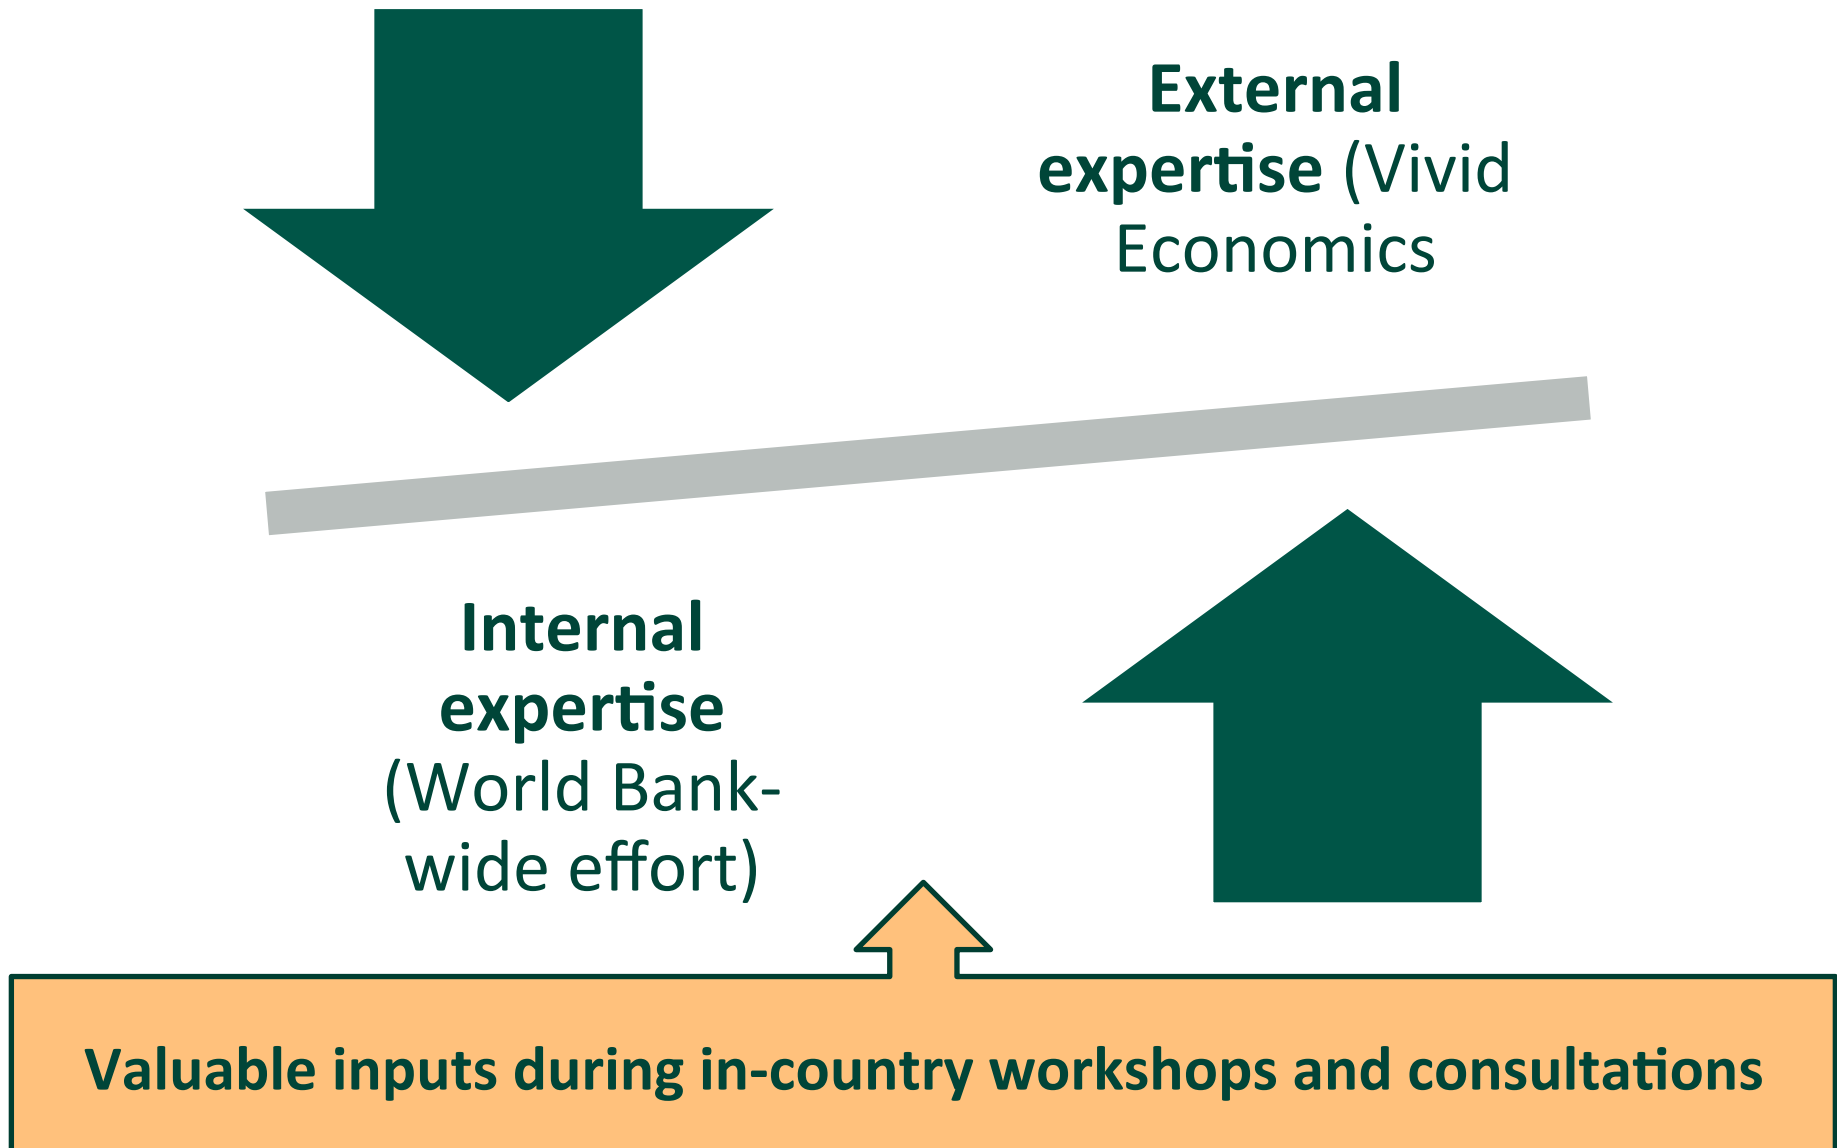 External
expertise (Vivid
Economics
Internal
expertise
(World Bank-
wide effort)
Valuable inputs during in-country workshops and consultations